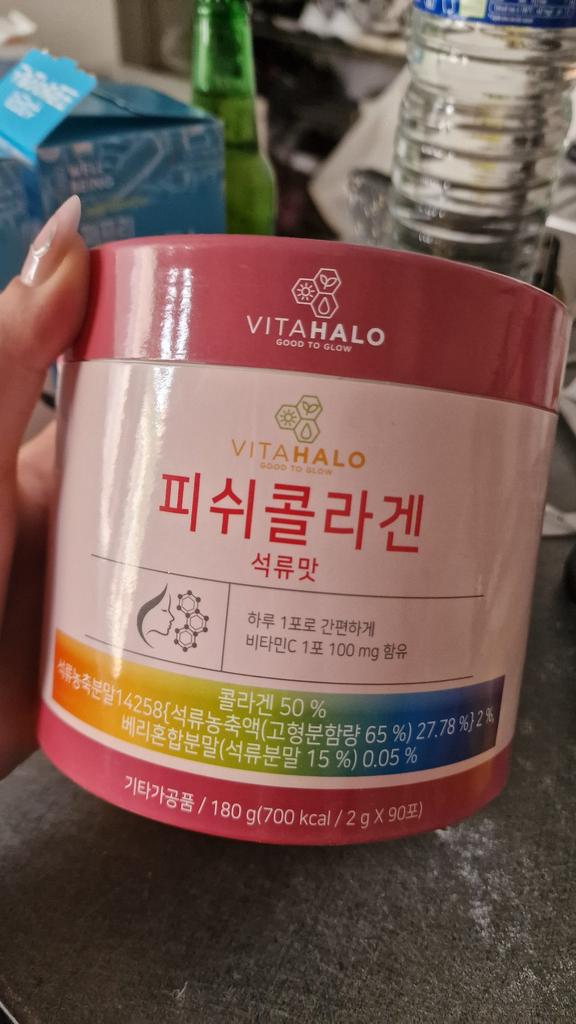 WELL
BEING
VITAHALO
GOOD TO GLOW
VITAHALO
GOOD TO GLOW
피쉬콜라겐
석류맛
하루 1포로 간편하게
비타민C 1포 100 mg 함유
콜라겐 50 %
석류농축분말14258{석류농축액(고형분함량 65 %) 27.78 %} 2 %,
베리혼합분말(석류분말 15 %) 0.05 %
기타가공품 / 180 g(700 kcal / 2 g X 90포)